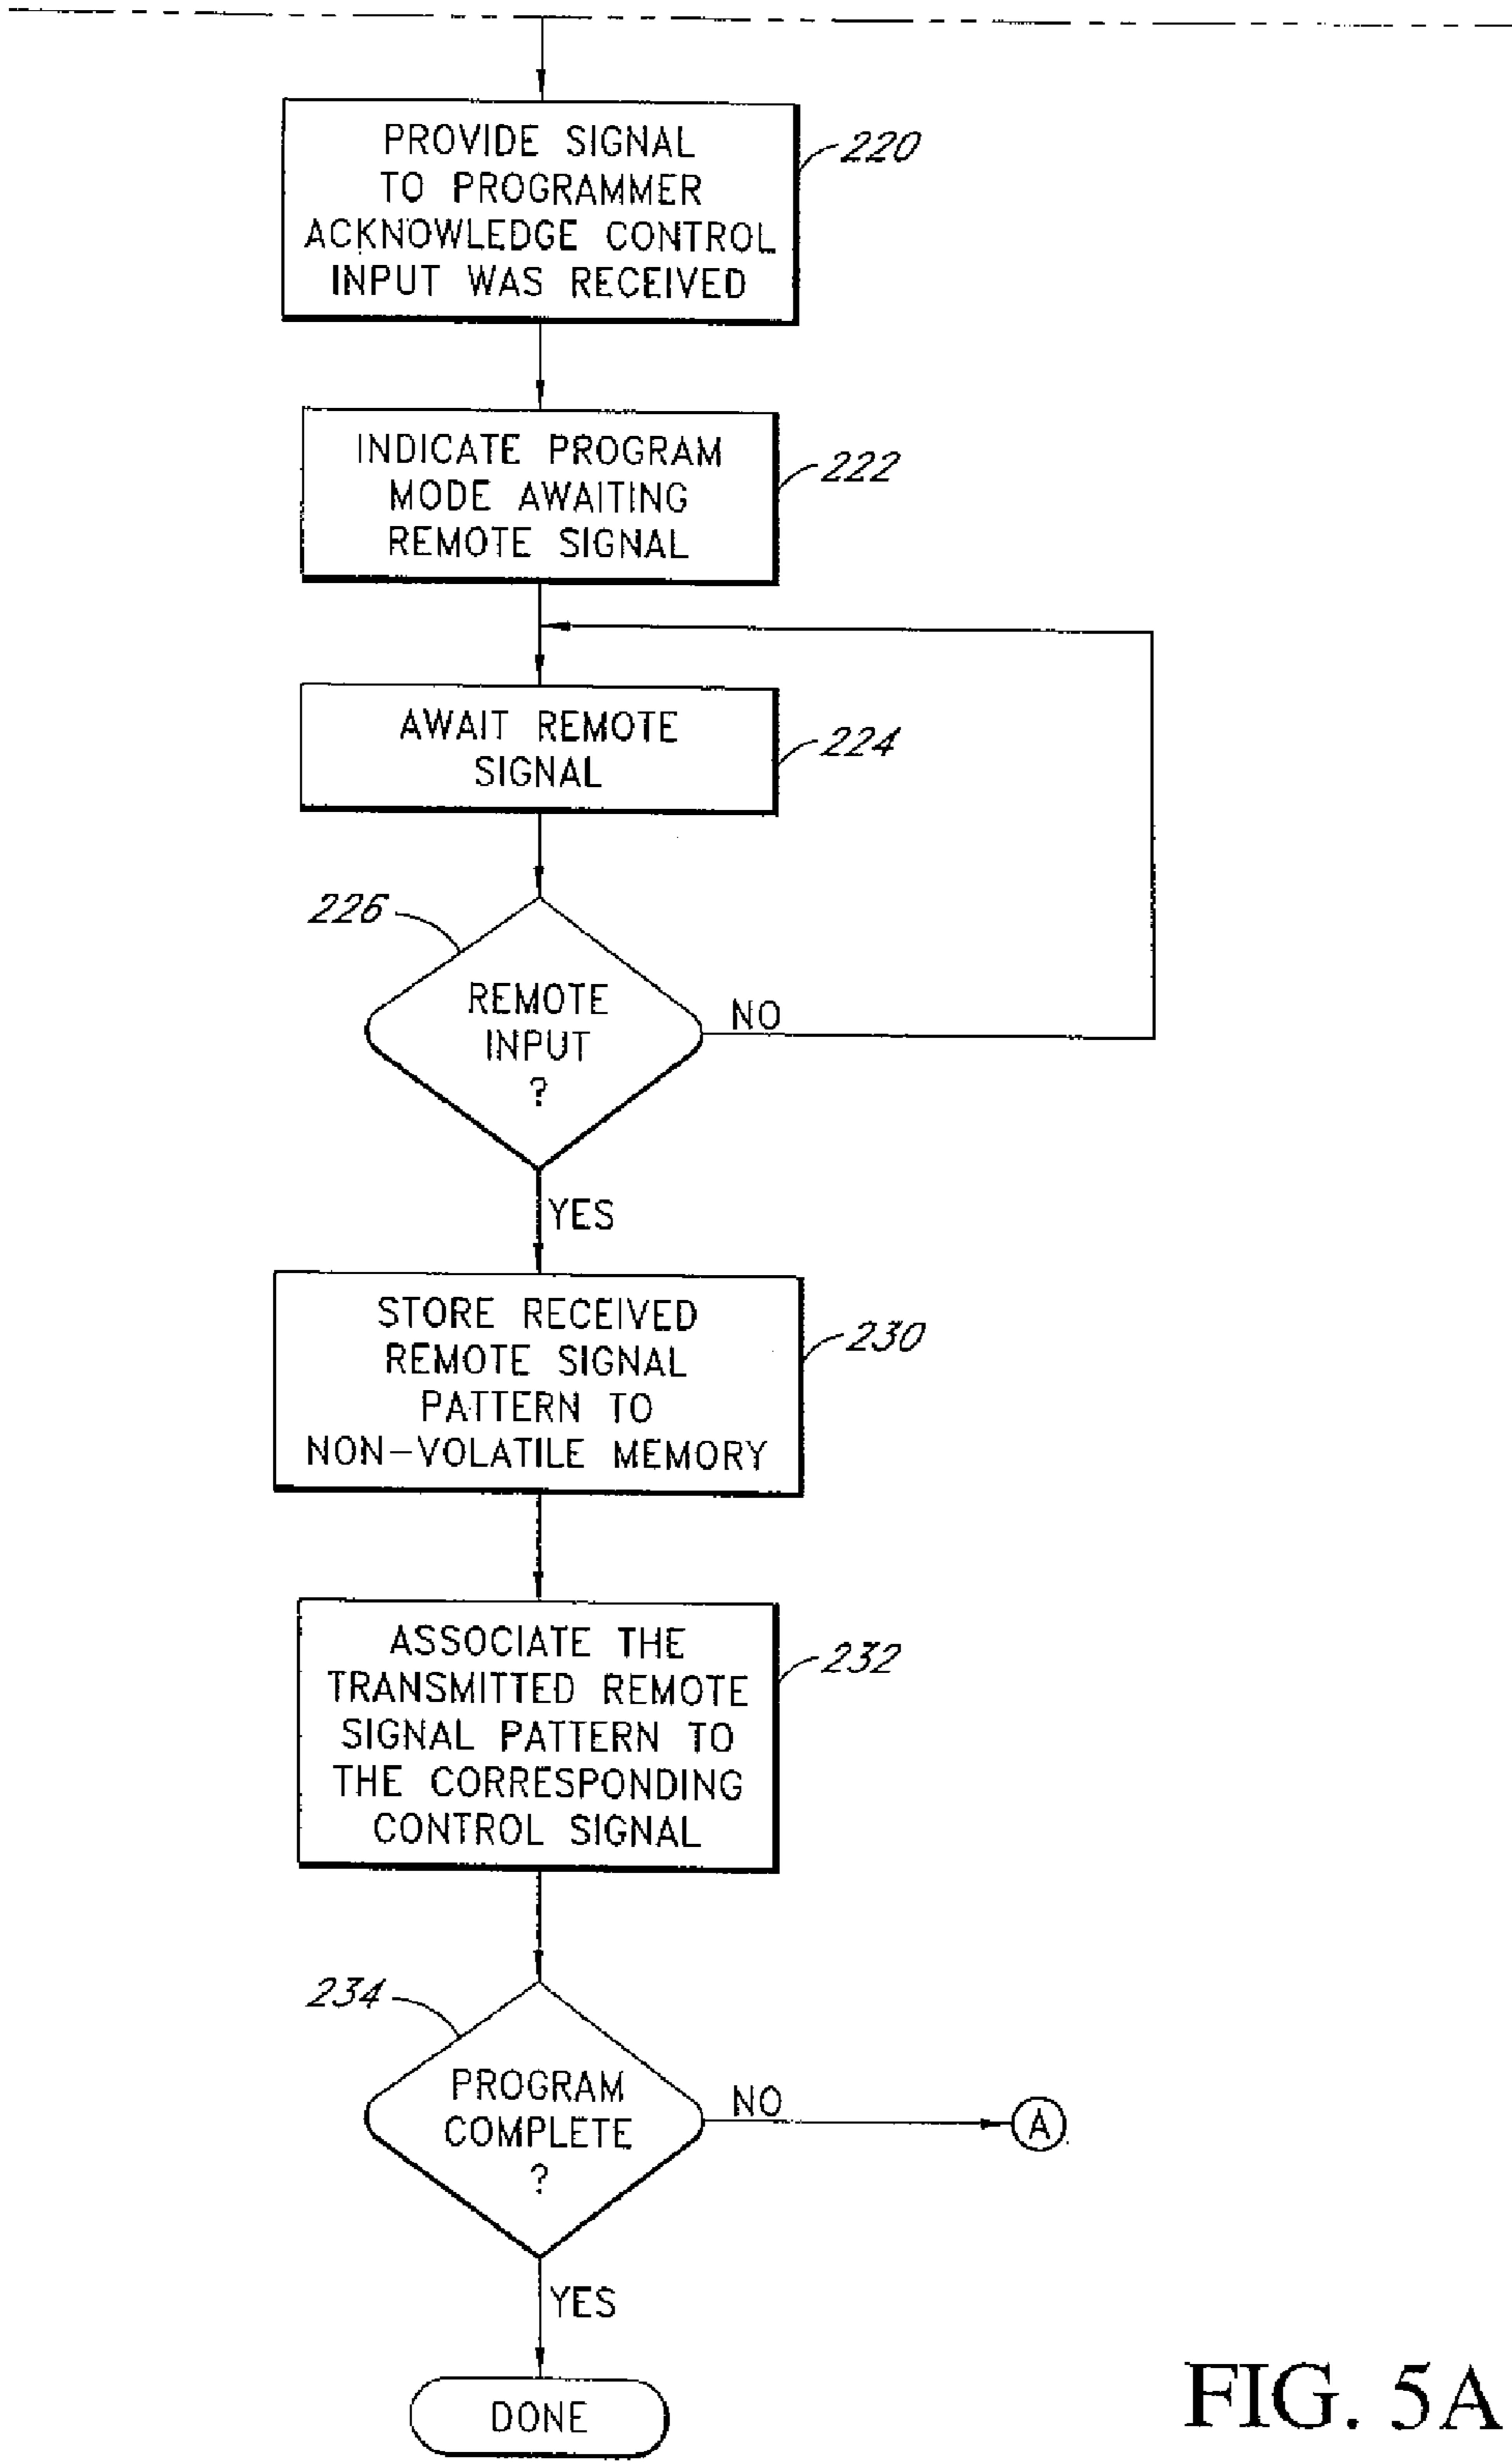 PROVIDE SIGNAL
TO PROGRAMMER
ACKNOWLEDGE CONTROL
INPUT WAS RECEIVED
220
INDICATE PROGRAM
MODE AWAITING
REMOTE SIGNAL
222
AWAIT REMOTE
SIGNAL
224
226
REMOTE
INPUT
?
NO
YES
STORE RECEIVED
REMOTE SIGNAL
PATTERN TO
NON-VOLATILE MEMORY
230
ASSOCIATE THE
TRANSMITTED REMOTE
SIGNAL PATTERN TO
THE CORRESPONDING
CONTROL SIGNAL
232
234
PROGRAM
COMPLETE
?
NO
A
YES
DONE
FIG. 5A